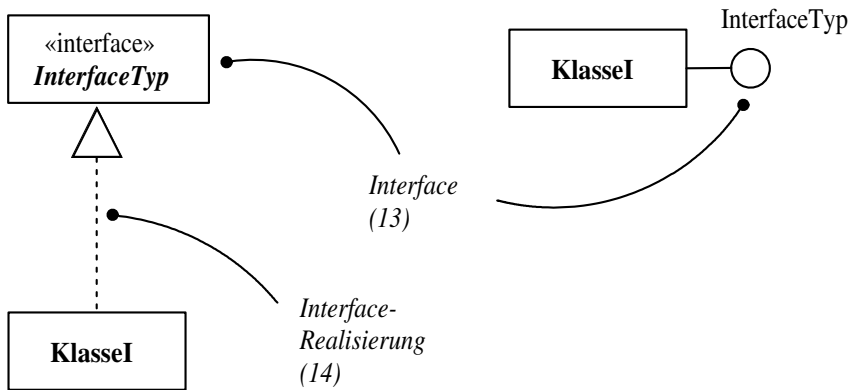 «interface»
InterfaceTyp
InterfaceTyp
KlasseI
Interface
(13)
Interface-
Realisierung
(14)
KlasseI